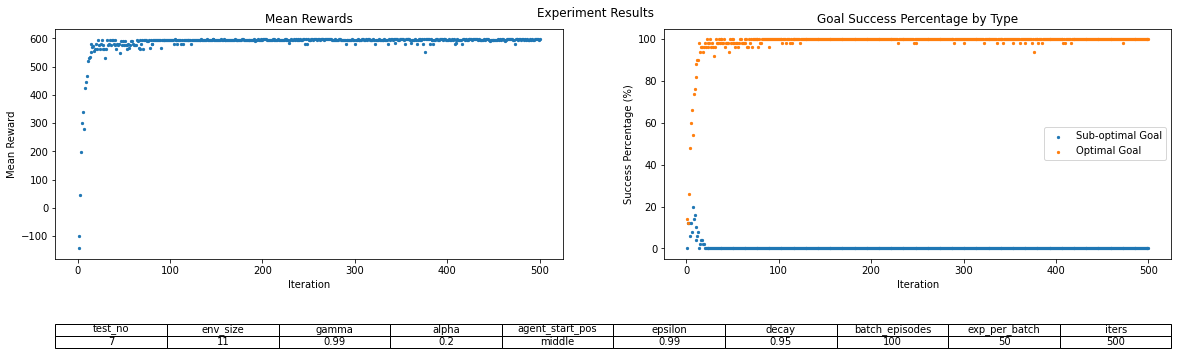 Experiment Results
Mean Rewards
600
500
400
300
200
100
0
−100
Mean Reward
0 100 200 300 400 500
Iteration
Goal Success Percentage by Type
100
80
60
40
20
0
Success Percentage (%)
Sub-optimal Goal
Optimal Goal
0 100 200 300 400 500
Iteration
test_no env_size gamma alpha agent_start_pos epsilon decay batch_episodes exp_per_batch iters
7 11 0.99 0.2 middle 0.99 0.95 100 50 500